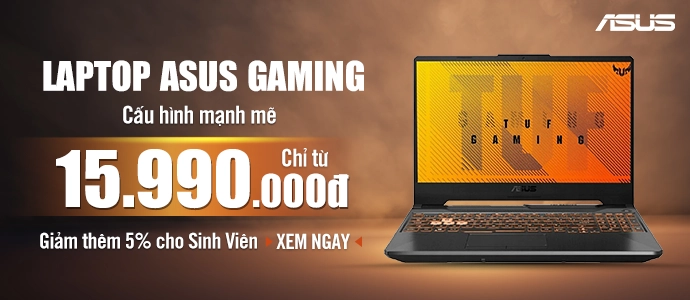 ASUS
LAPTOP ASUS GAMING
Cấu hình mạnh mẽ
Chỉ từ
15.990.000đ
Giảm thêm 5% cho Sinh Viên XEM NGAY
TUF
TUF
GAMING
ASUS